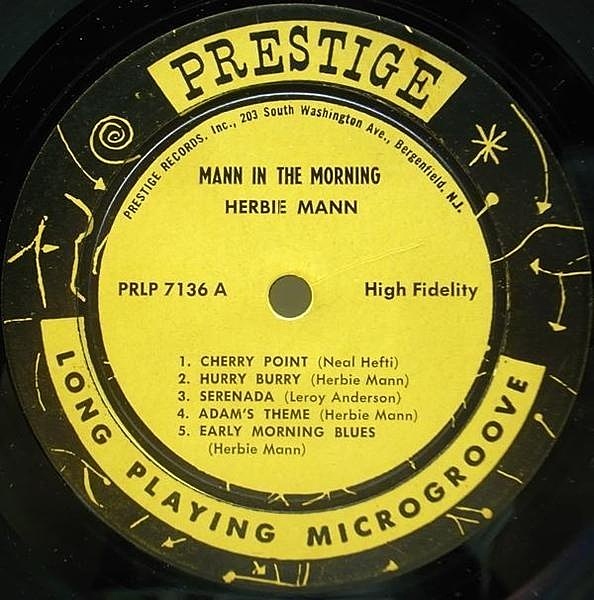 PRESTIGE
PRESTIGE RECORDS, Inc., 203 South Washington Ave., Bergenfield, N.J.
MANN IN THE MORNING
HERBIE MANN
PRLP 7136 A High Fidelity
1. CHERRY POINT (Neal Hefti)
2. HURRY BURRY (Herbie Mann)
3. SERENADA (Leroy Anderson)
4. ADAM'S THEME (Herbie Mann)
5. EARLY MORNING BLUES
(Herbie Mann)
LONG PLAYING MICROGROOVE